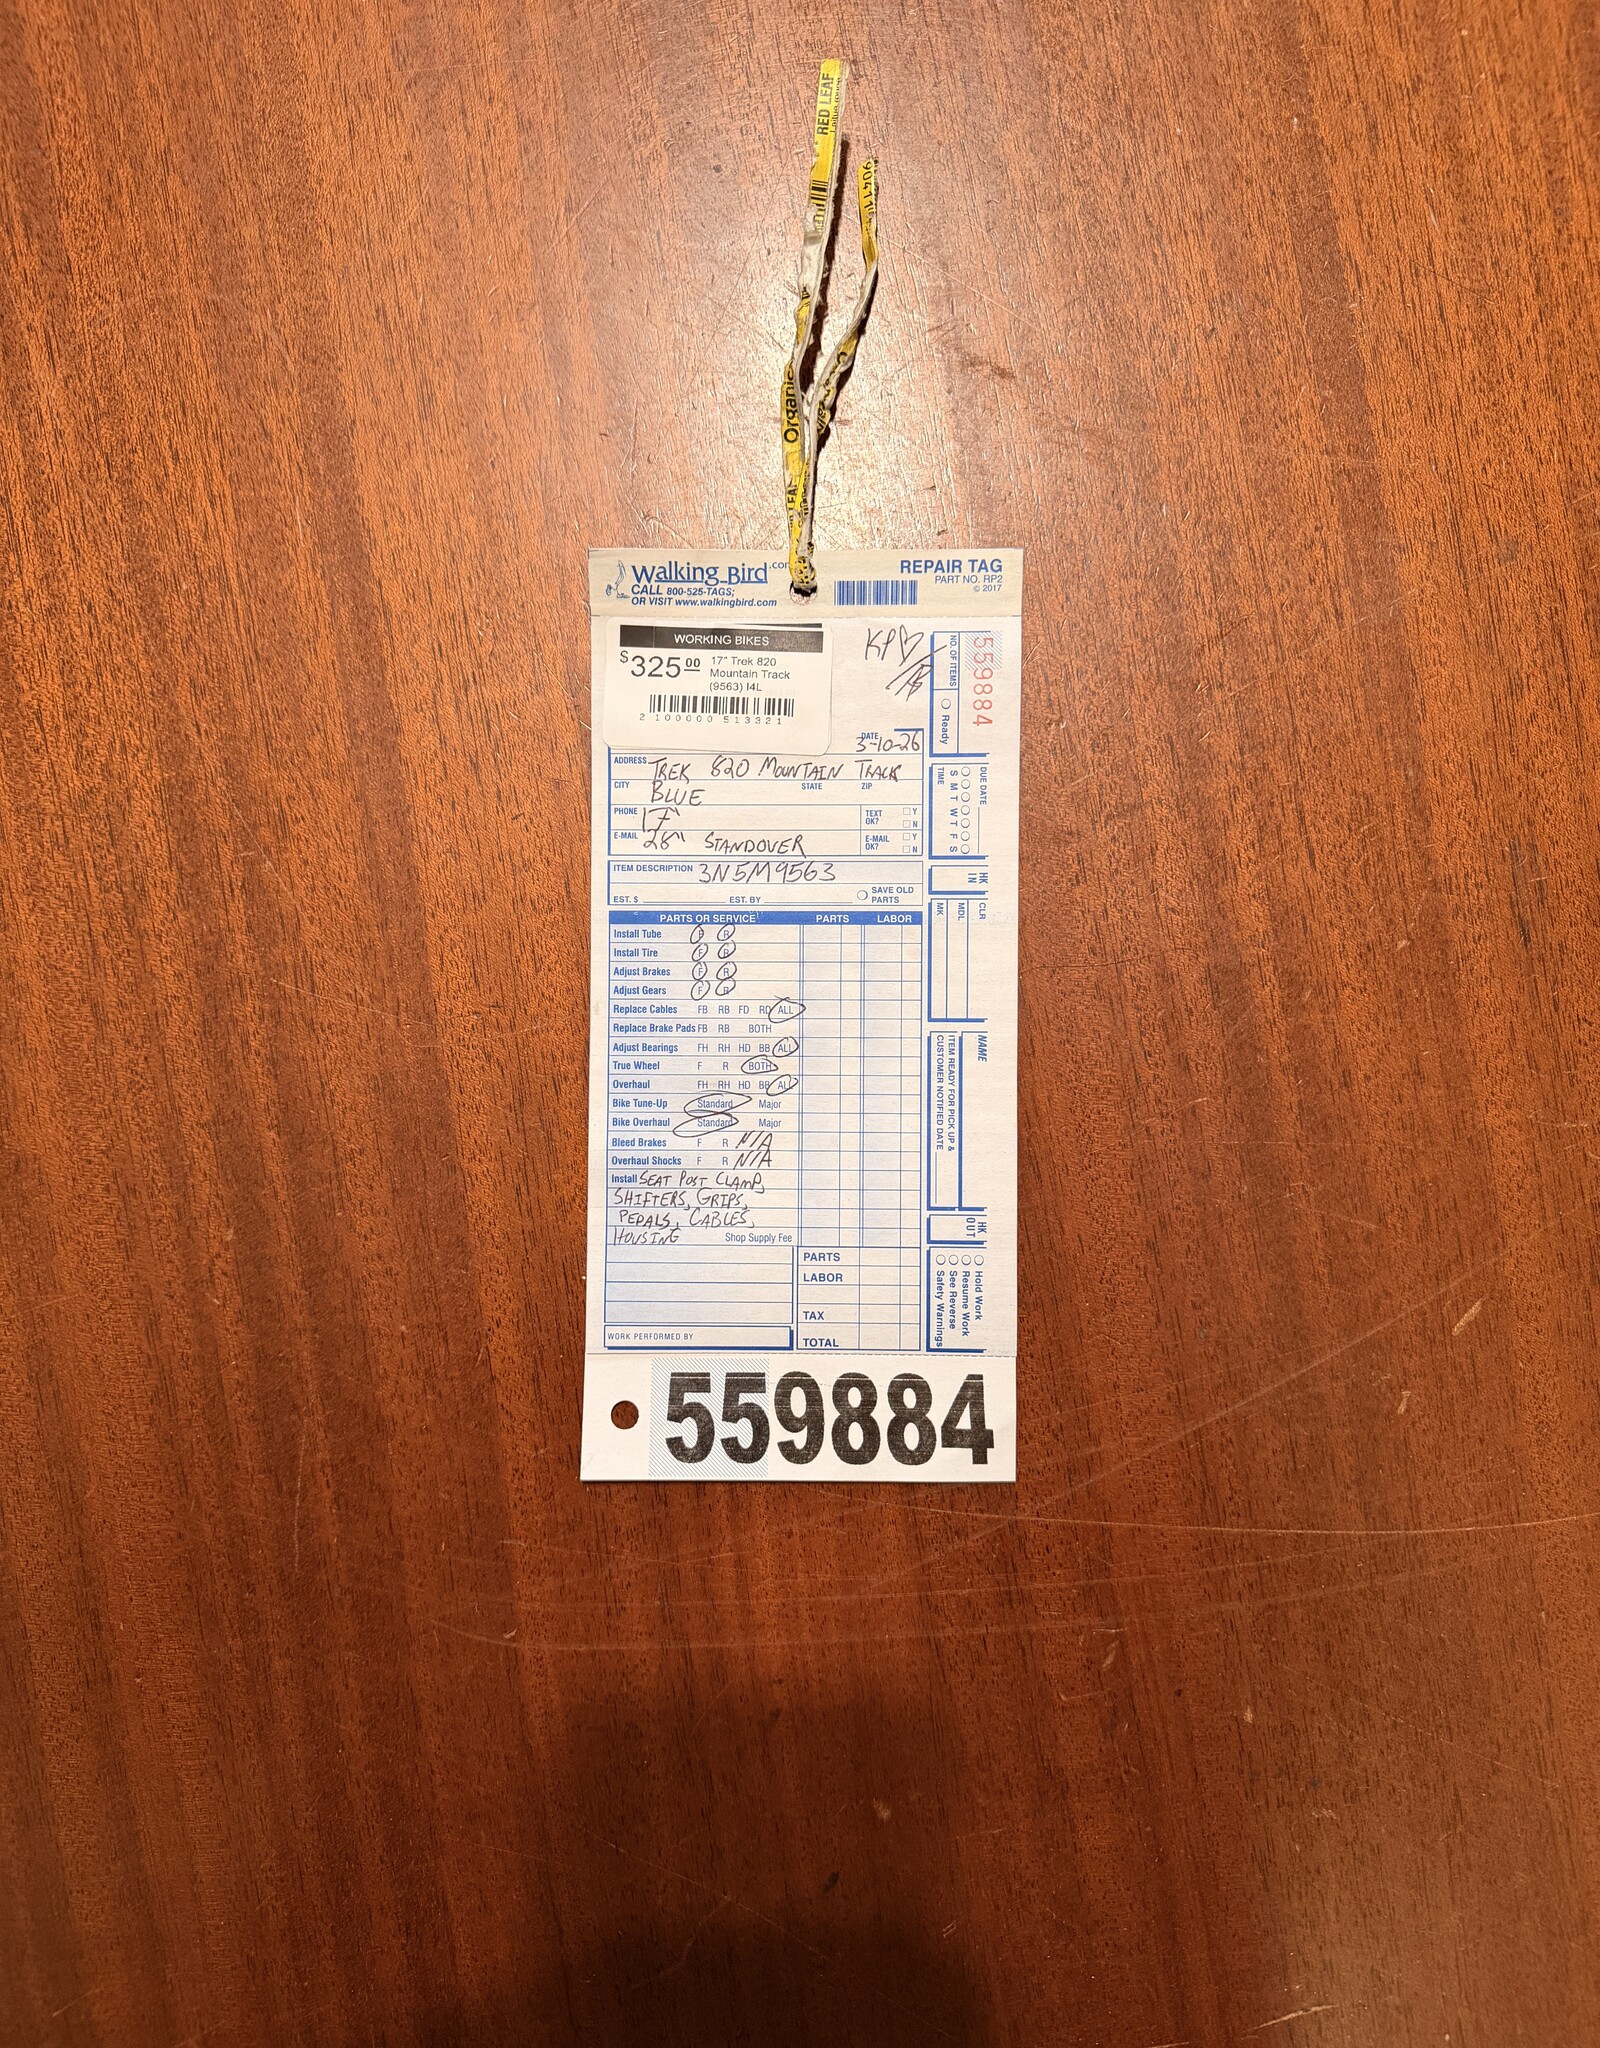 RED LEAF
Organic
Walking Bird.com
CALL 800-525-TAGS;
OR VISIT www.walkingbird.com
REPAIR TAG
PART NO. RP2
© 2017
WORKING BIKES
$325.00
17" Trek 820
Mountain Track
(9563) I4L
2 100000 513321
KP♡
DATE 3-10-26
ADDRESS TREK 820 MOUNTAIN TRACK
CITY BLUE STATE ZIP
PHONE 17" TEXT OK? Y N
E-MAIL 28" STANDOVER E-MAIL OK? Y N
ITEM DESCRIPTION 3N5M9563
EST. $ EST. BY SAVE OLD PARTS
PARTS OR SERVICE PARTS LABOR
Install Tube F R
Install Tire F R
Adjust Brakes F R
Adjust Gears F R
Replace Cables FB RB FD RD ALL
Replace Brake Pads FB RB BOTH
Adjust Bearings FH RH HD BB ALL
True Wheel F R BOTH
Overhaul FH RH HD BB ALL
Bike Tune-Up Standard Major
Bike Overhaul Standard Major
Bleed Brakes F R N/A
Overhaul Shocks F R N/A
Install SEAT POST CLAMP,
SHIFTERS, GRIPS,
PEDALS, CABLES,
HOUSING Shop Supply Fee
PARTS
LABOR
TAX
TOTAL
WORK PERFORMED BY
559884
NO. OF ITEMS
Ready
DUE DATE
S M T W T F S
TIME
HK IN
CLR
MDL
MK
NAME
ITEM READY FOR PICK UP &
CUSTOMER NOTIFIED DATE
HK OUT
Hold Work
Resume Work
See Reverse
Safety Warnings
559884